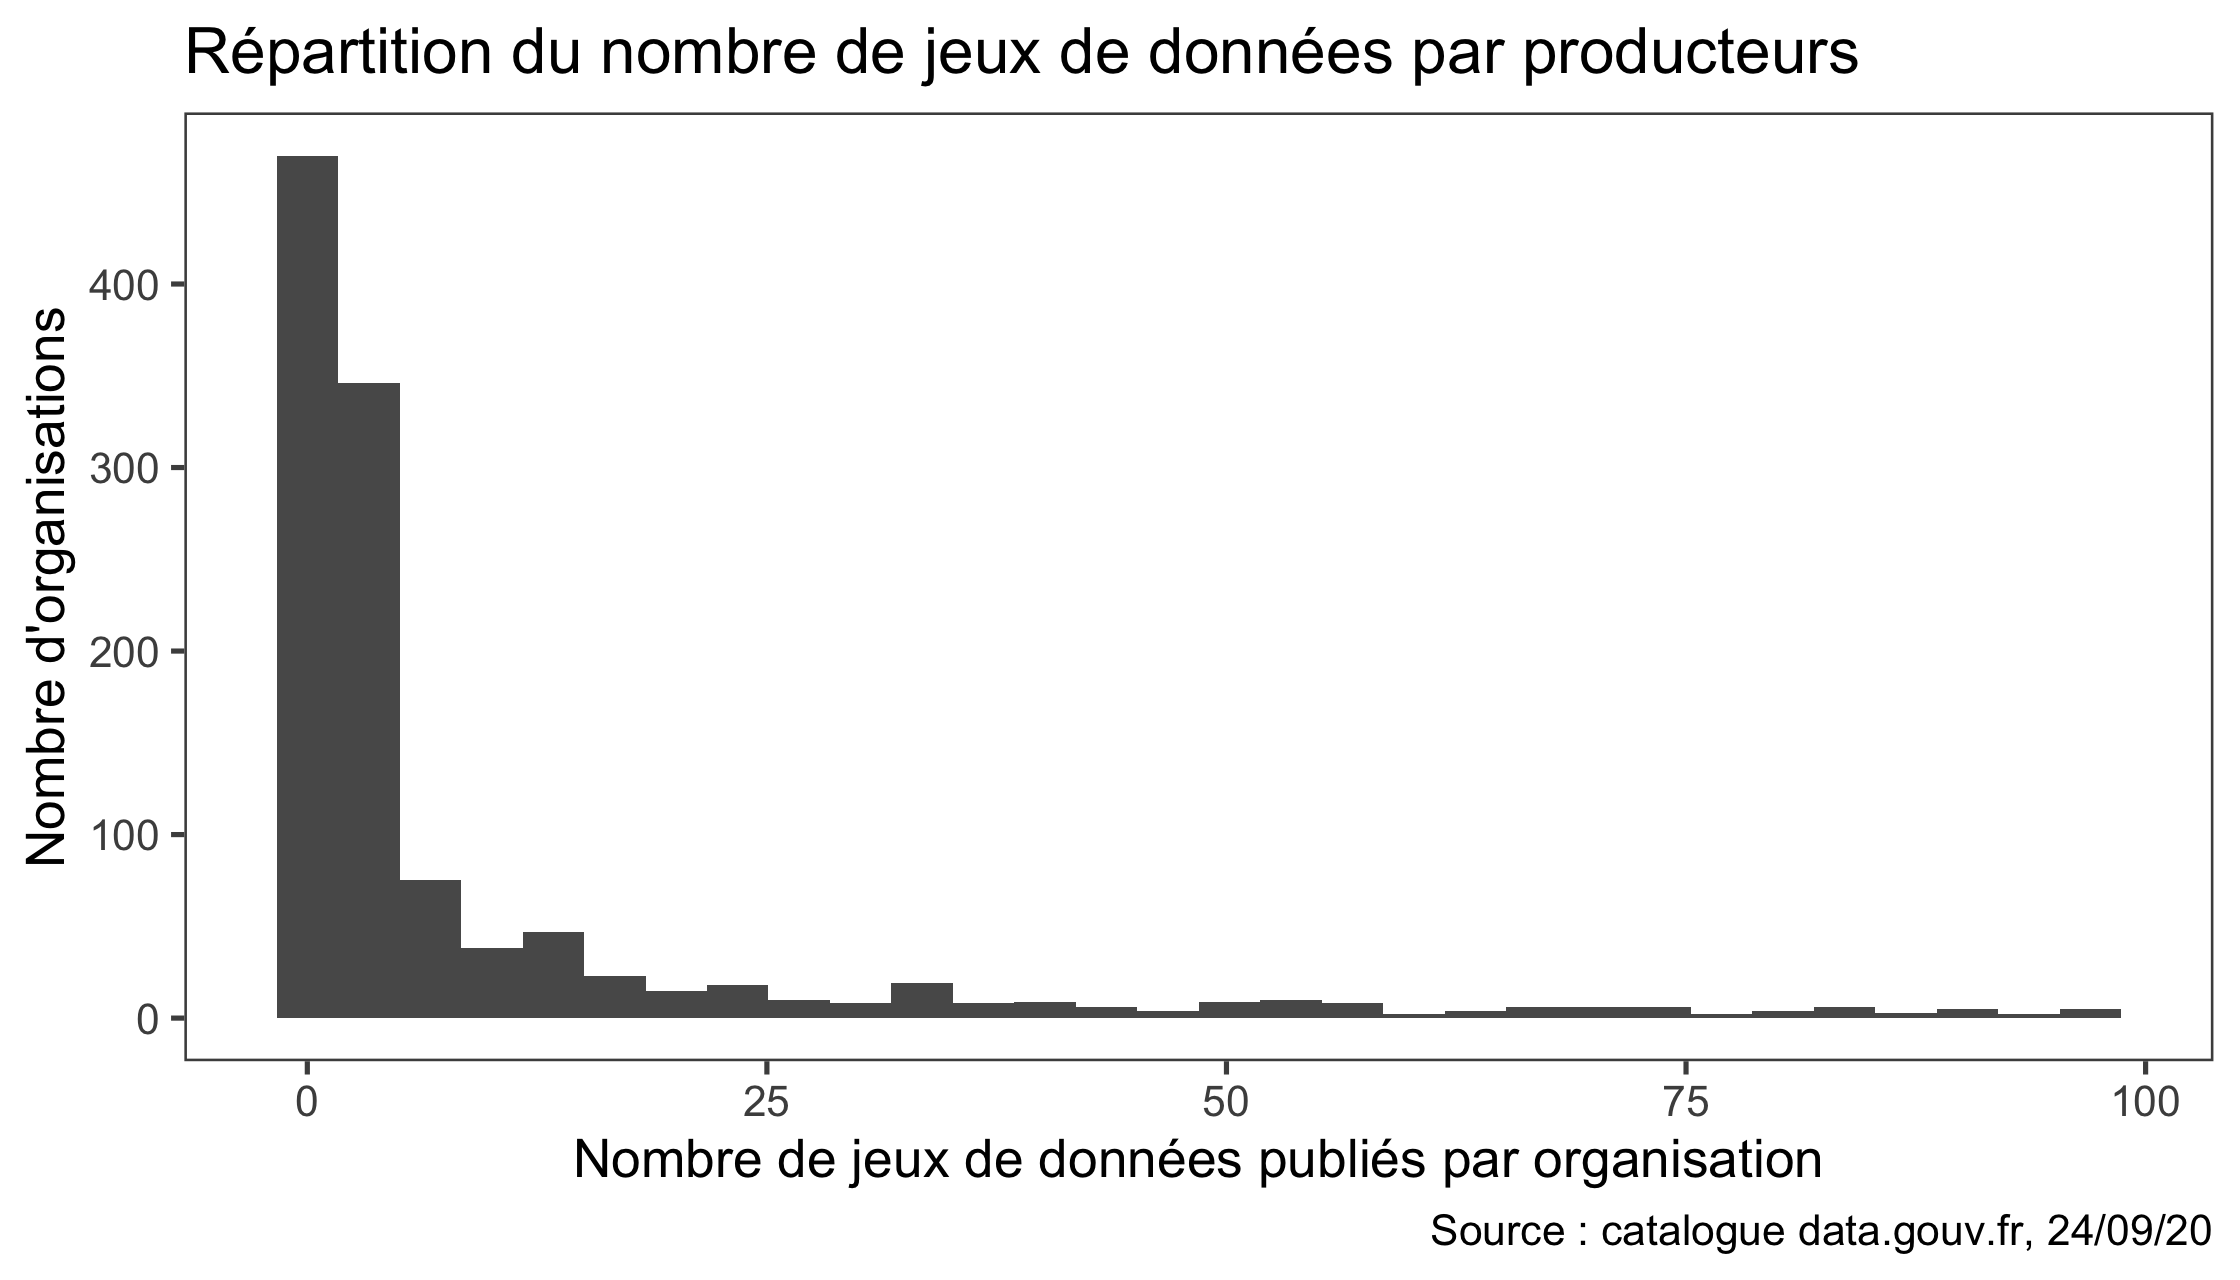 Répartition du nombre de jeux de données par producteurs
Nombre d'organisations
400
300
200
100
0
0 25 50 75 100
Nombre de jeux de données publiés par organisation
Source : catalogue data.gouv.fr, 24/09/20